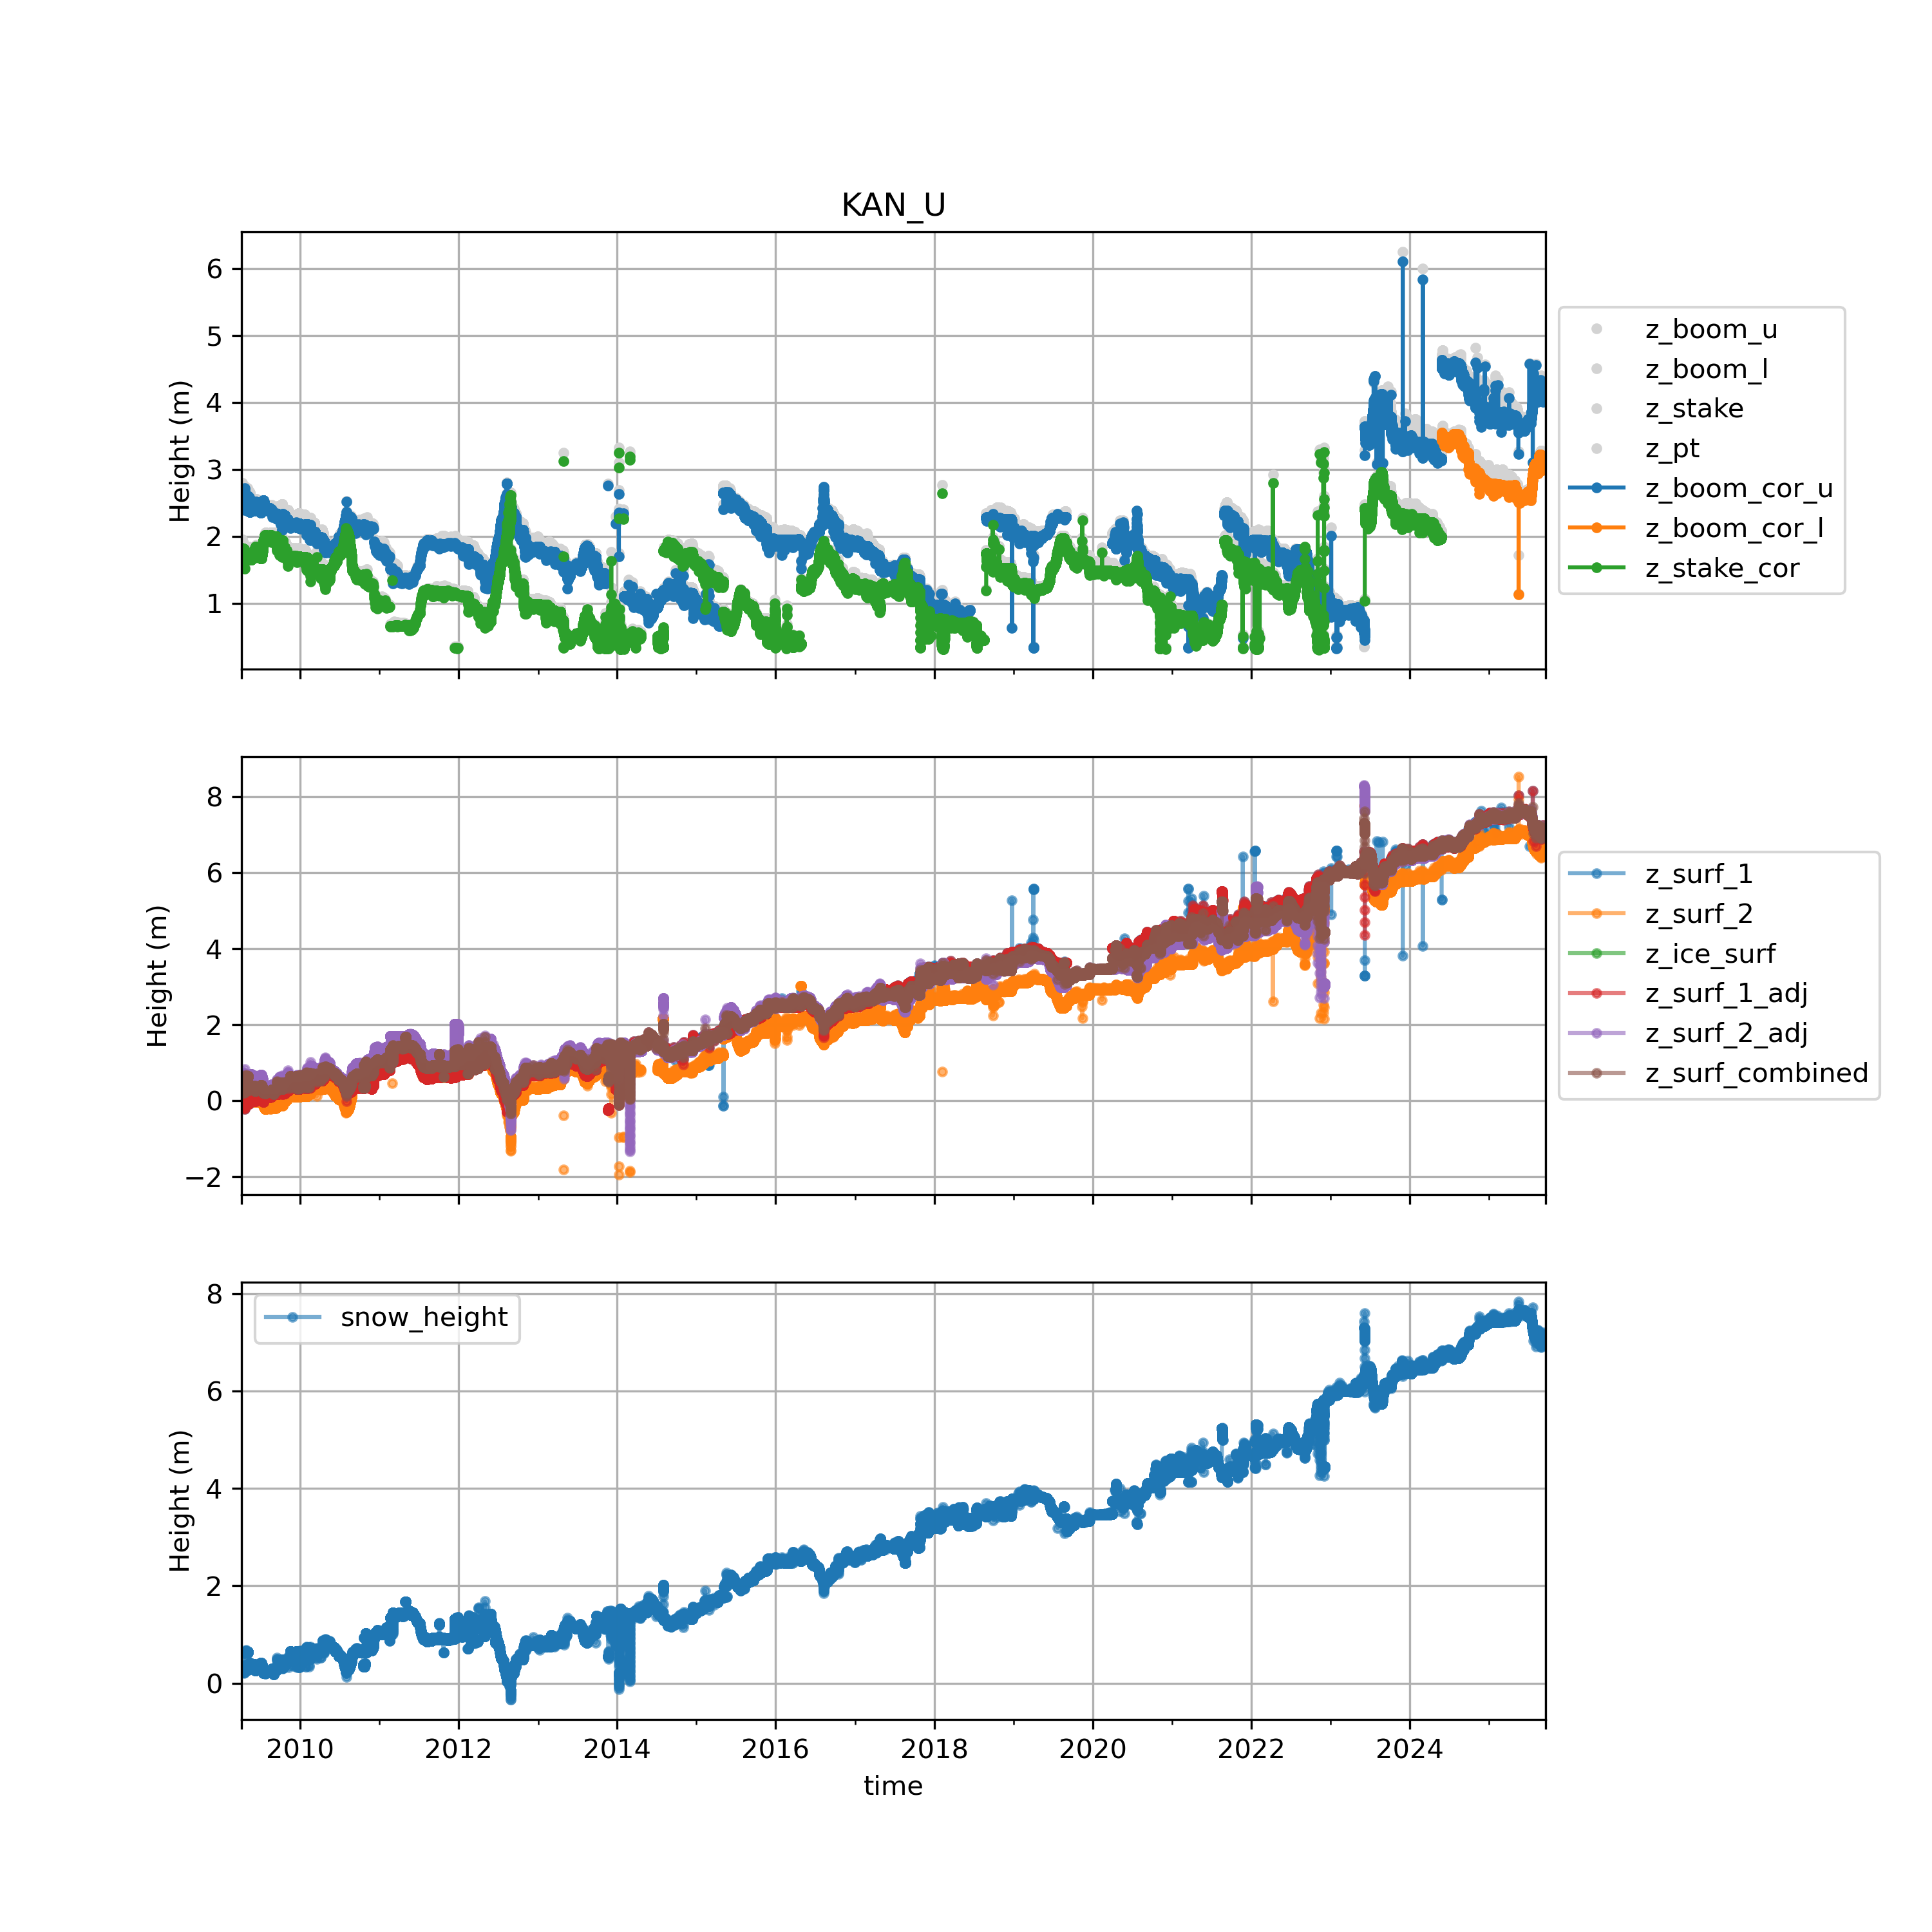 KAN_U
6
5
4
3
2
1
Height (m)
z_boom_u
z_boom_l
z_stake
z_pt
z_boom_cor_u
z_boom_cor_l
z_stake_cor
8
6
4
2
0
−2
Height (m)
z_surf_1
z_surf_2
z_ice_surf
z_surf_1_adj
z_surf_2_adj
z_surf_combined
8
6
4
2
0
Height (m)
snow_height
2010 2012 2014 2016 2018 2020 2022 2024
time